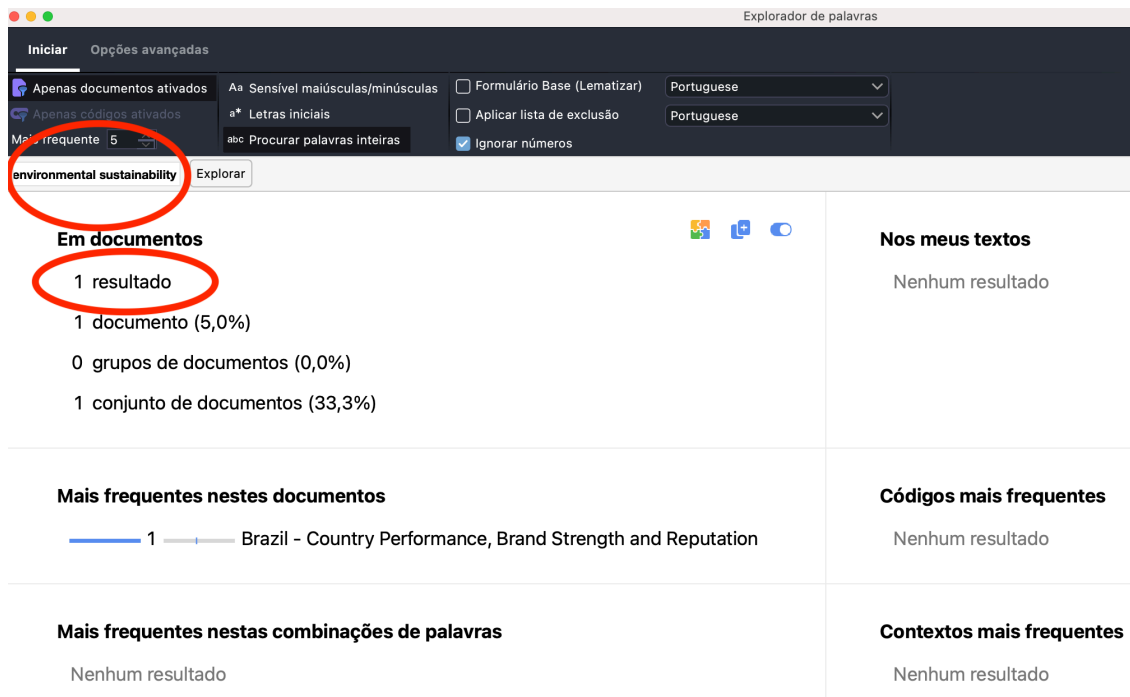 Explorador de palavras
Iniciar Opções avançadas
Apenas documentos ativados
Apenas códigos ativados
Mais frequente 5
Aa Sensível maiúsculas/minúsculas
a* Letras iniciais
abc Procurar palavras inteiras
Formulário Base (Lematizar) Portuguese
Aplicar lista de exclusão Portuguese
Ignorar números
environmental sustainability Explorar
Em documentos
1 resultado
1 documento (5,0%)
0 grupos de documentos (0,0%)
1 conjunto de documentos (33,3%)
Nos meus textos
Nenhum resultado
Mais frequentes nestes documentos
1 Brazil - Country Performance, Brand Strength and Reputation
Códigos mais frequentes
Nenhum resultado
Mais frequentes nestas combinações de palavras
Nenhum resultado
Contextos mais frequentes
Nenhum resultado